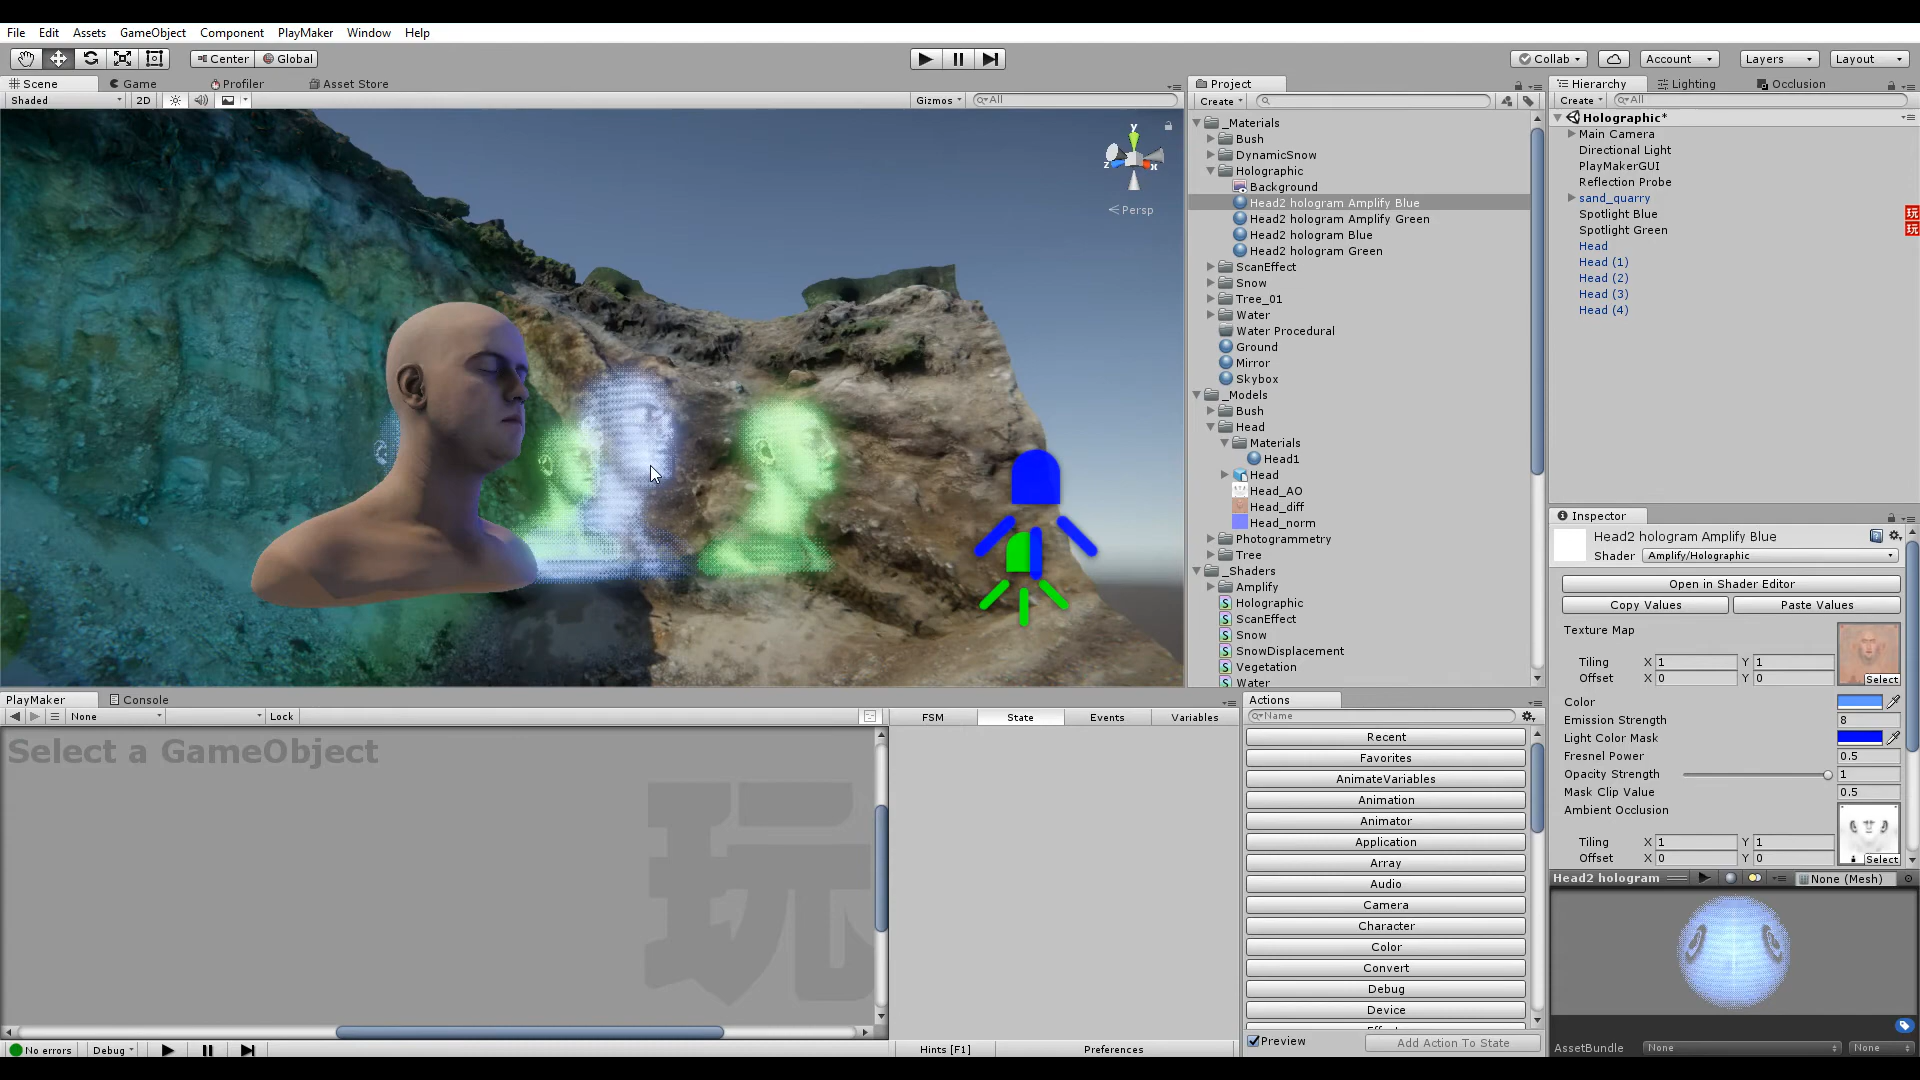 File Edit Assets GameObject Component PlayMaker Window Help
Center Global Collab Account Layers Layout
Scene Game Profiler Asset Store
Shaded 2D Gizmos All
y
z x
Persp
Project
Create
_Materials
Bush
DynamicSnow
Holographic
Background
Head2 hologram Amplify Blue
Head2 hologram Amplify Green
Head2 hologram Blue
Head2 hologram Green
ScanEffect
Snow
Tree_01
Water
Water Procedural
Ground
Mirror
Skybox
_Models
Bush
Head
Materials
Head1
Head
Head_AO
Head_diff
Head_norm
Photogrammetry
Tree
_Shaders
Amplify
Holographic
ScanEffect
Snow
SnowDisplacement
Vegetation
Water
Hierarchy Lighting Occlusion
Create All
Holographic*
Main Camera
Directional Light
PlayMakerGUI
Reflection Probe
sand_quarry
Spotlight Blue 玩
Spotlight Green 玩
Head
Head (1)
Head (2)
Head (3)
Head (4)
Inspector
Head2 hologram Amplify Blue
Shader Amplify/Holographic
Open in Shader Editor
Copy Values Paste Values
Texture Map
Tiling X 1 Y 1
Offset X 0 Y 0
Select
Color
Emission Strength 8
Light Color Mask
Fresnel Power 0.5
Opacity Strength 1
Mask Clip Value 0.5
Ambient Occlusion
Tiling X 1 Y 1
Offset X 0 Y 0
Select
Head2 hologram None (Mesh)
AssetBundle None None
PlayMaker Console
None Lock
Select a GameObject
玩
No errors Debug
FSM State Events Variables
Hints [F1] Preferences
Actions
Name
Recent
Favorites
AnimateVariables
Animation
Animator
Application
Array
Audio
Camera
Character
Color
Convert
Debug
Device
Preview Add Action To State